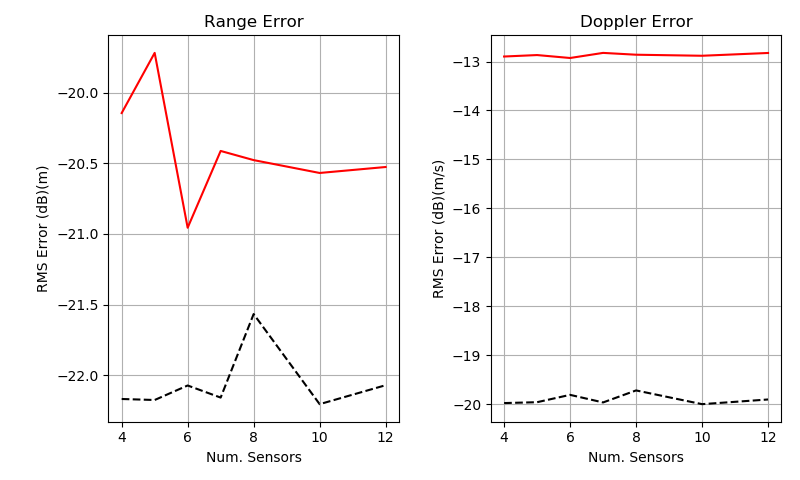 Range Error
RMS Error (dB)(m)
−20.0
−20.5
−21.0
−21.5
−22.0
4 6 8 10 12
Num. Sensors
Doppler Error
RMS Error (dB)(m/s)
−13
−14
−15
−16
−17
−18
−19
−20
4 6 8 10 12
Num. Sensors